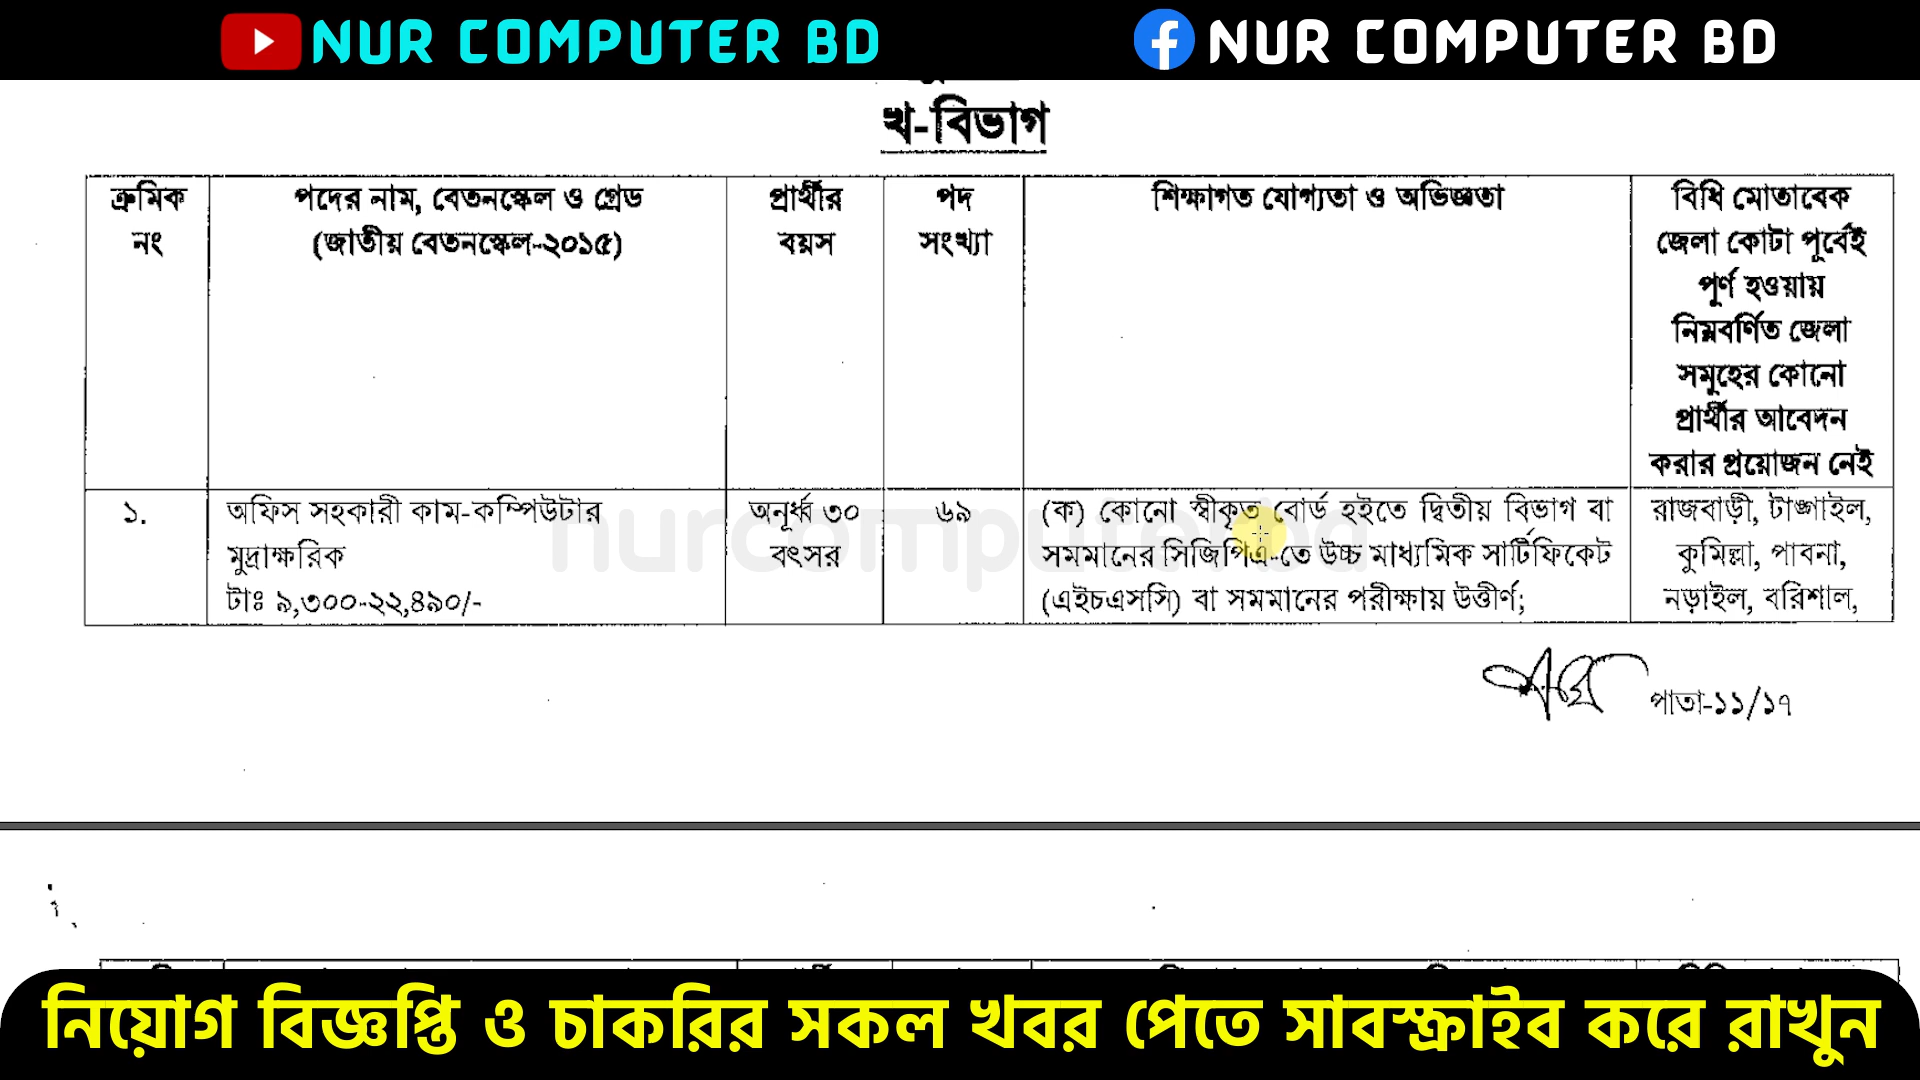 NUR COMPUTER BD
NUR COMPUTER BD
খ-বিভাগ
ক্রমিক নং
পদের নাম, বেতনস্কেল ও গ্রেড
(জাতীয় বেতনস্কেল-২০১৫)
প্রার্থীর
বয়স
পদ
সংখ্যা
শিক্ষাগত যোগ্যতা ও অভিজ্ঞতা
বিধি মোতাবেক
জেলা কোটা পূর্বেই
পূর্ণ হওয়ায়
নিম্নবর্ণিত জেলা
সমূহের কোনো
প্রার্থীর আবেদন
করার প্রয়োজন নেই
১.
অফিস সহকারী কাম-কম্পিউটার
মুদ্রাক্ষরিক
টাঃ ৯,৩০০-২২,৪৯০/-
অনূর্ধ্ব ৩০
বৎসর
৬৯
(ক) কোনো স্বীকৃত বোর্ড হইতে দ্বিতীয় বিভাগ বা
সমমানের সিজিপিএ-তে উচ্চ মাধ্যমিক সার্টিফিকেট
(এইচএসসি) বা সমমানের পরীক্ষায় উত্তীর্ণ;
রাজবাড়ী, টাঙ্গাইল,
কুমিল্লা, পাবনা,
নড়াইল, বরিশাল,
nurcomputerbd
পাতা-১১/১৭
নিয়োগ বিজ্ঞপ্তি ও চাকরির সকল খবর পেতে সাবস্ক্রাইব করে রাখুন